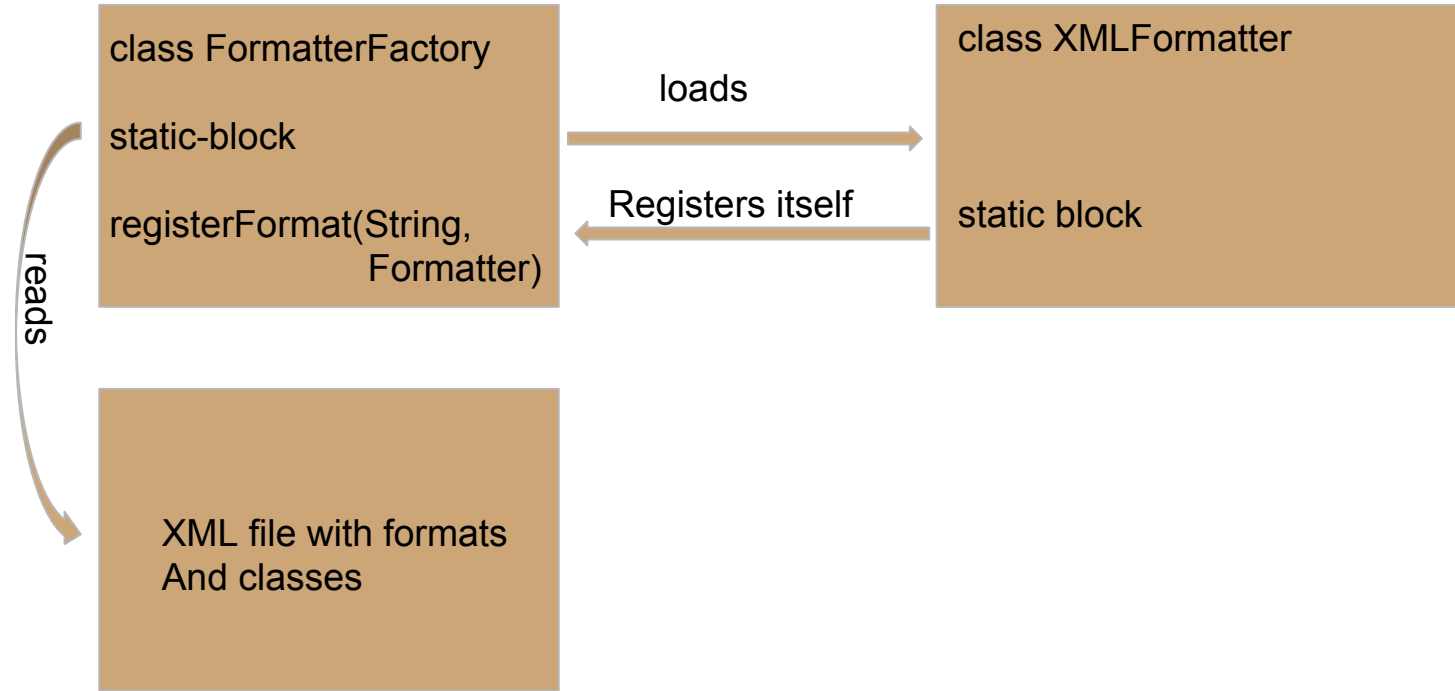 class FormatterFactory
static-block
registerFormat(String,
Formatter)
loads
Registers itself
class XMLFormatter
static block
reads
XML file with formats
And classes